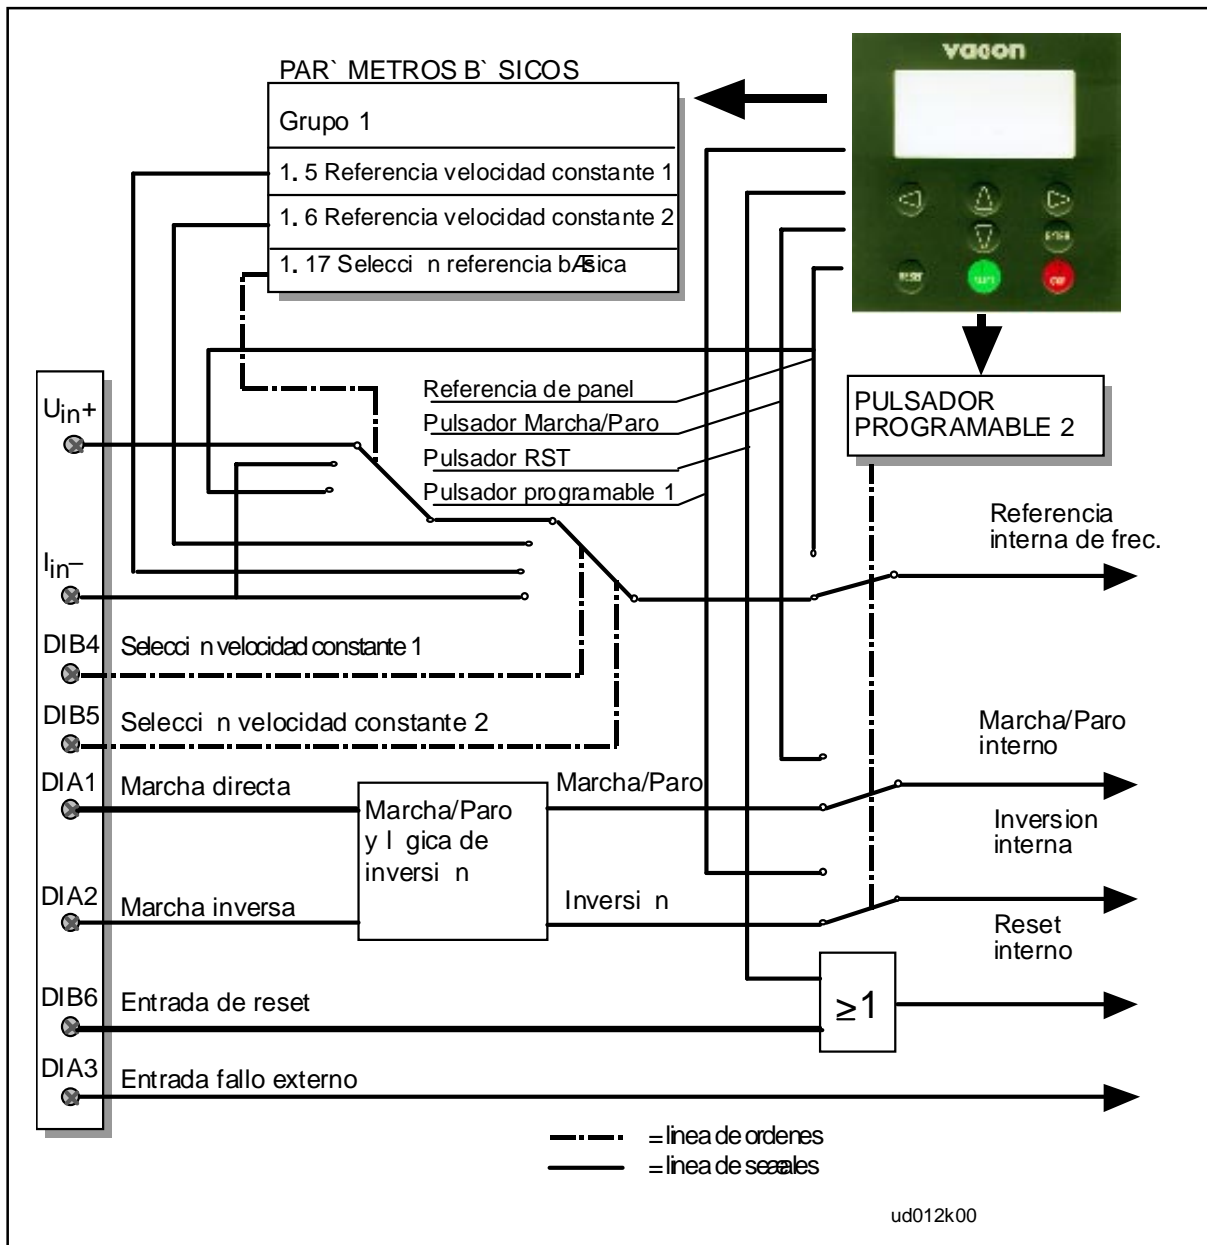 vacon
PAR` METROS B` SICOS
Grupo 1
1. 5 Referencia velocidad constante 1
1. 6 Referencia velocidad constante 2
1. 17 Selecci n referencia bÆsica
RESET
Referencia de panel
Pulsador Marcha/Paro
Pulsador RST
Pulsador programable 1
PULSADOR
PROGRAMABLE 2
Uin+
Iin−
Referencia
interna de frec.
DIB4 Selecci n velocidad constante 1
DIB5 Selecci n velocidad constante 2
DIA1 Marcha directa
Marcha/Paro
y l gica de
inversi n
Marcha/Paro
Marcha/Paro
interno
Inversion
interna
DIA2 Marcha inversa
Inversi n
Reset
interno
DIB6 Entrada de reset
≥1
DIA3 Entrada fallo externo
=linea de ordenes
=linea de seæales
ud012k00